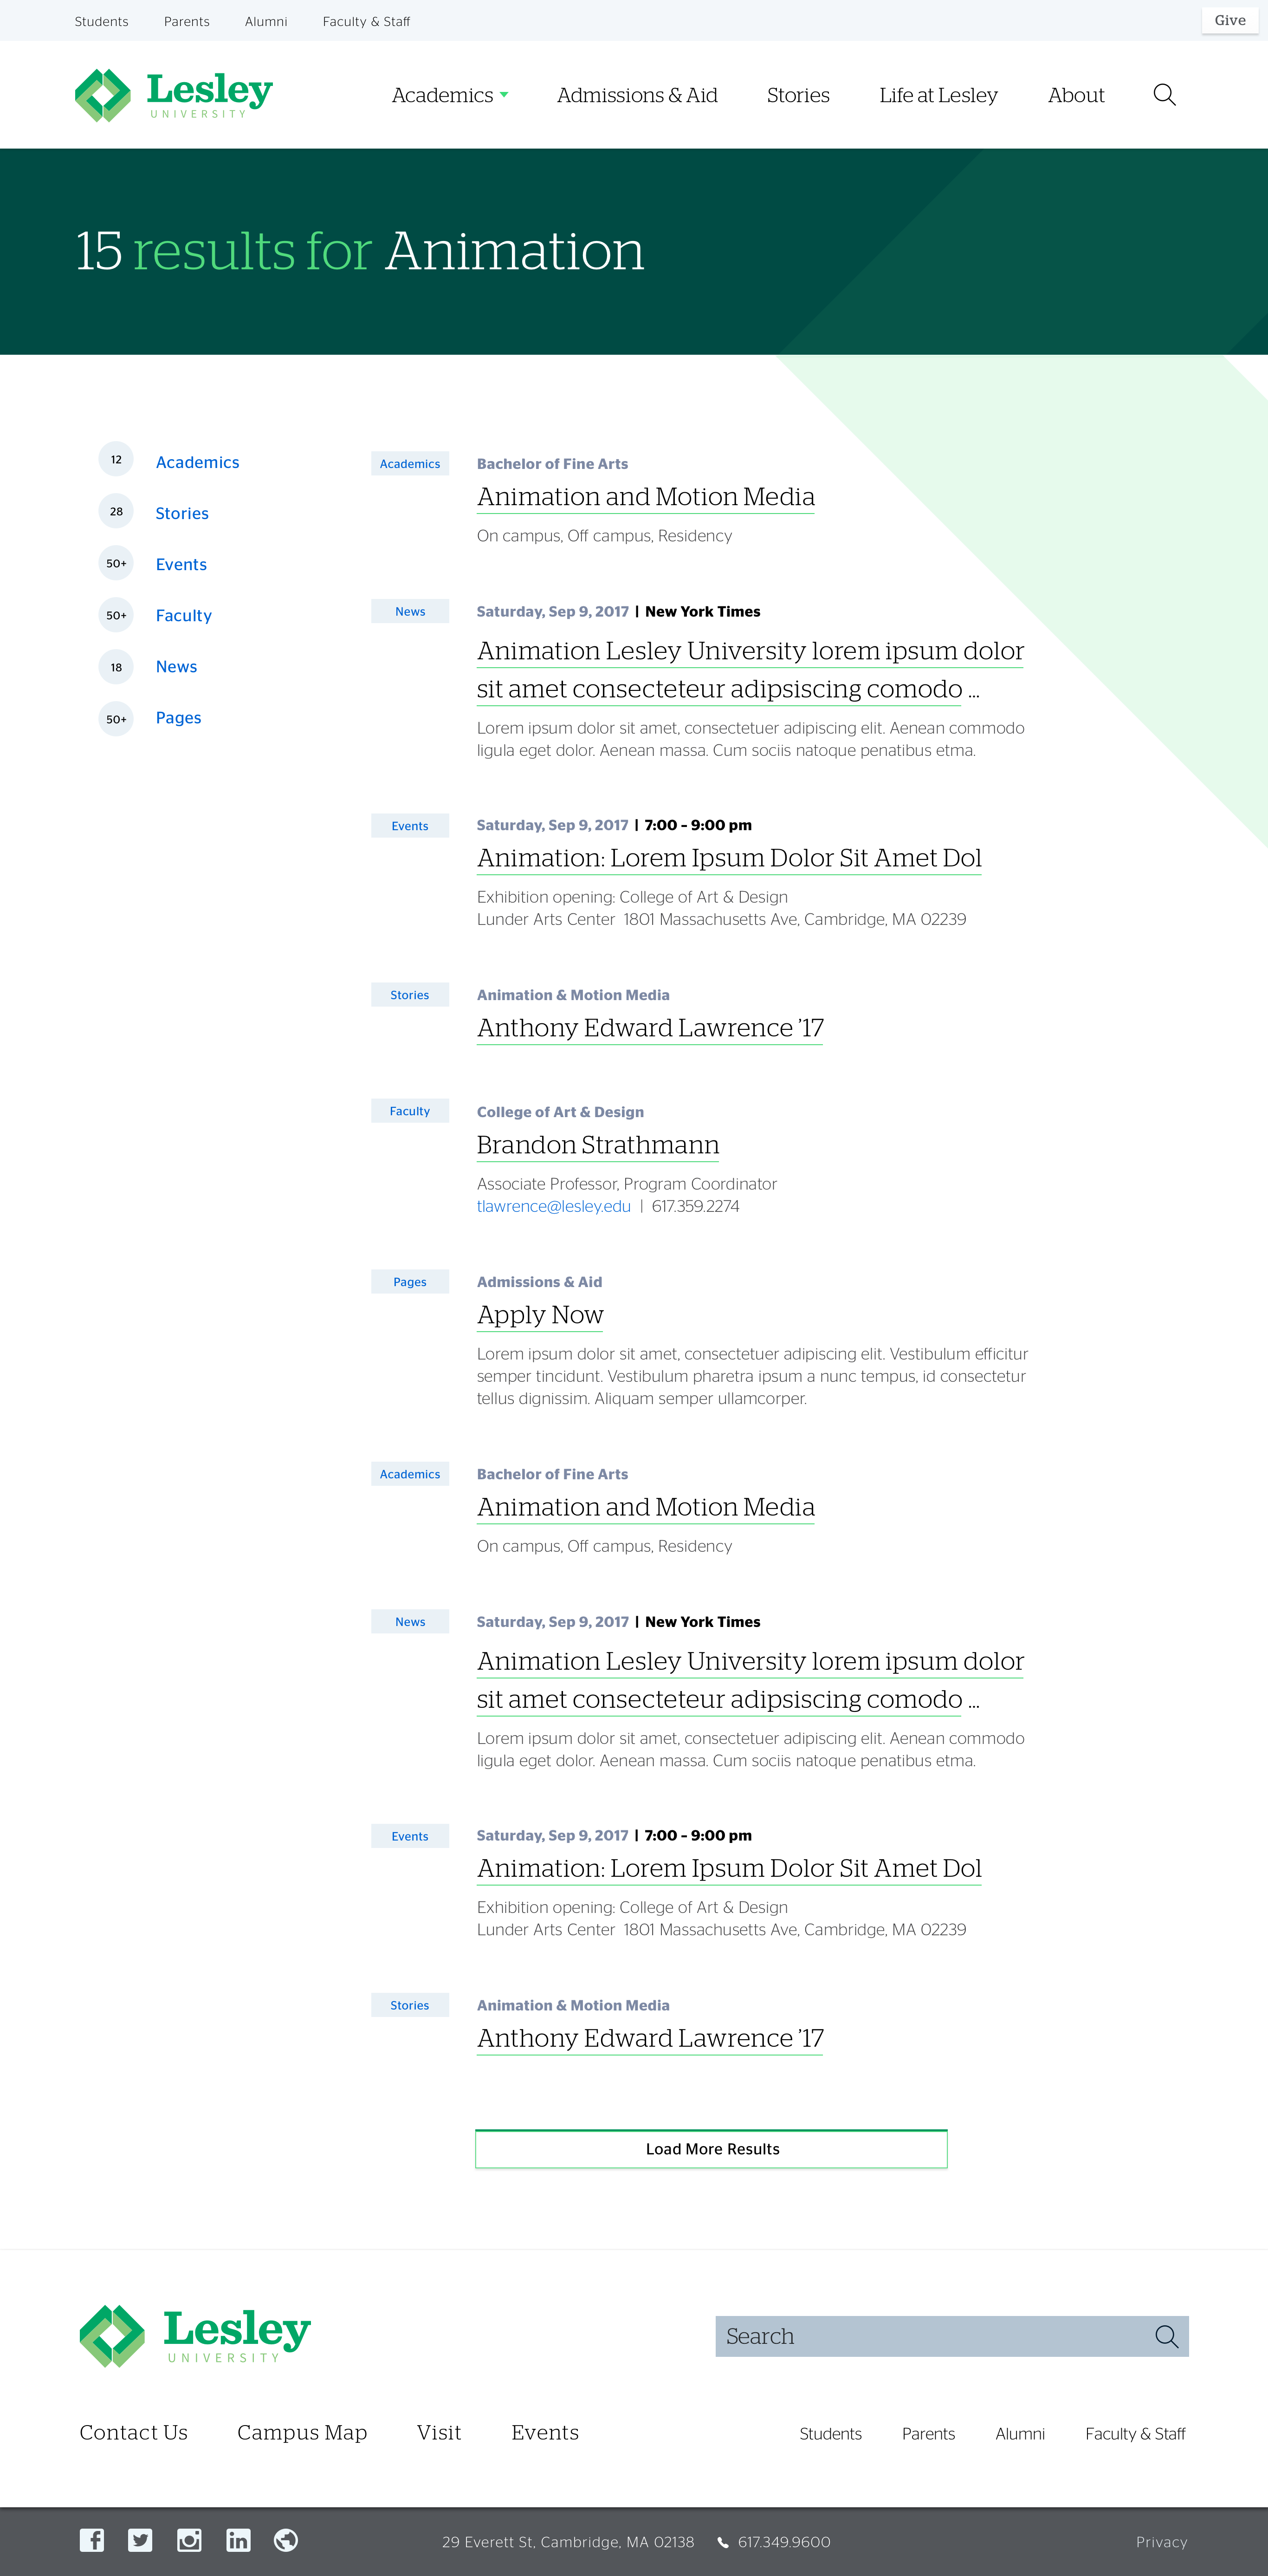 Students Parents Alumni Faculty & Staff Give
Lesley
UNIVERSITY
Academics Admissions & Aid Stories Life at Lesley About
15 results for Animation
12 Academics
28 Stories
50+ Events
50+ Faculty
18 News
50+ Pages
Academics Bachelor of Fine Arts
Animation and Motion Media
On campus, Off campus, Residency
News Saturday, Sep 9, 2017 | New York Times
Animation Lesley University lorem ipsum dolor
sit amet consecteteur adipsiscing comodo ...
Lorem ipsum dolor sit amet, consectetuer adipiscing elit. Aenean commodo
ligula eget dolor. Aenean massa. Cum sociis natoque penatibus etma.
Events Saturday, Sep 9, 2017 | 7:00 – 9:00 pm
Animation: Lorem Ipsum Dolor Sit Amet Dol
Exhibition opening: College of Art & Design
Lunder Arts Center 1801 Massachusetts Ave, Cambridge, MA 02239
Stories Animation & Motion Media
Anthony Edward Lawrence ’17
Faculty College of Art & Design
Brandon Strathmann
Associate Professor, Program Coordinator
tlawrence@lesley.edu | 617.359.2274
Pages Admissions & Aid
Apply Now
Lorem ipsum dolor sit amet, consectetuer adipiscing elit. Vestibulum efficitur
semper tincidunt. Vestibulum pharetra ipsum a nunc tempus, id consectetur
tellus dignissim. Aliquam semper ullamcorper.
Academics Bachelor of Fine Arts
Animation and Motion Media
On campus, Off campus, Residency
News Saturday, Sep 9, 2017 | New York Times
Animation Lesley University lorem ipsum dolor
sit amet consecteteur adipsiscing comodo ...
Lorem ipsum dolor sit amet, consectetuer adipiscing elit. Aenean commodo
ligula eget dolor. Aenean massa. Cum sociis natoque penatibus etma.
Events Saturday, Sep 9, 2017 | 7:00 – 9:00 pm
Animation: Lorem Ipsum Dolor Sit Amet Dol
Exhibition opening: College of Art & Design
Lunder Arts Center 1801 Massachusetts Ave, Cambridge, MA 02239
Stories Animation & Motion Media
Anthony Edward Lawrence ’17
Load More Results
Lesley
UNIVERSITY
Search
Contact Us Campus Map Visit Events Students Parents Alumni Faculty & Staff
29 Everett St, Cambridge, MA 02138 617.349.9600 Privacy